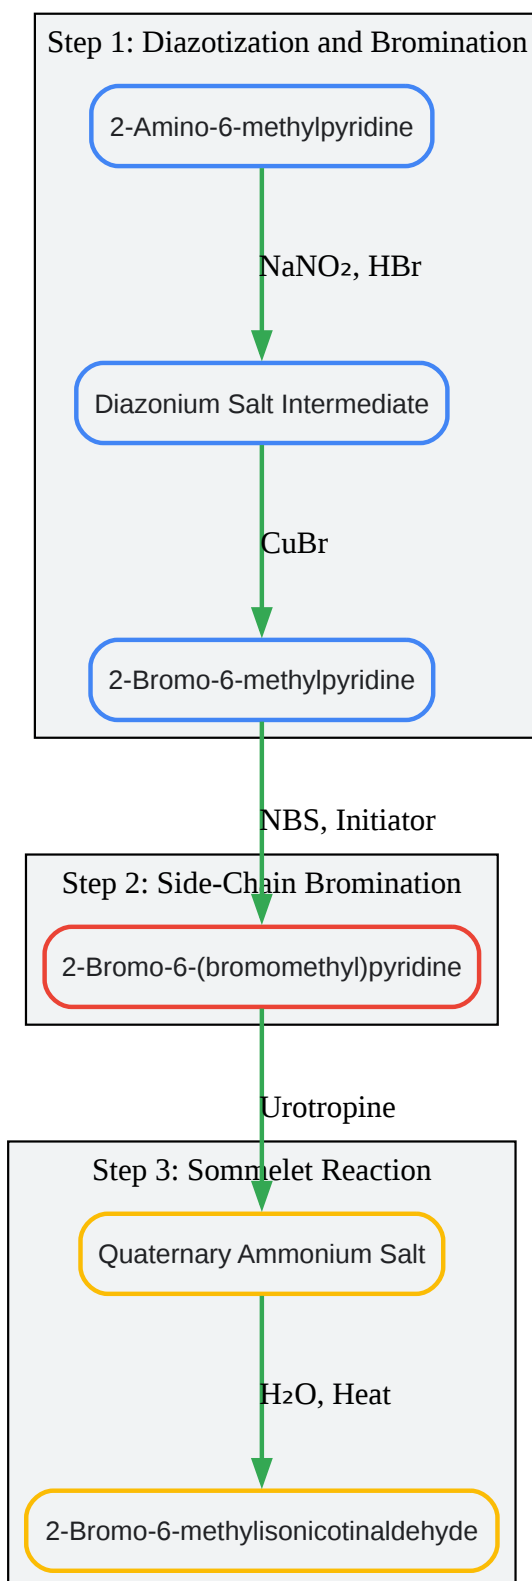 Step 1: Diazotization and Bromination
2-Amino-6-methylpyridine
NaNO₂, HBr
Diazonium Salt Intermediate
CuBr
2-Bromo-6-methylpyridine
NBS, Initiator
Step 2: Side-Chain Bromination
2-Bromo-6-(bromomethyl)pyridine
Urotropine
Step 3: Sommelet Reaction
Quaternary Ammonium Salt
H₂O, Heat
2-Bromo-6-methylisonicotinaldehyde